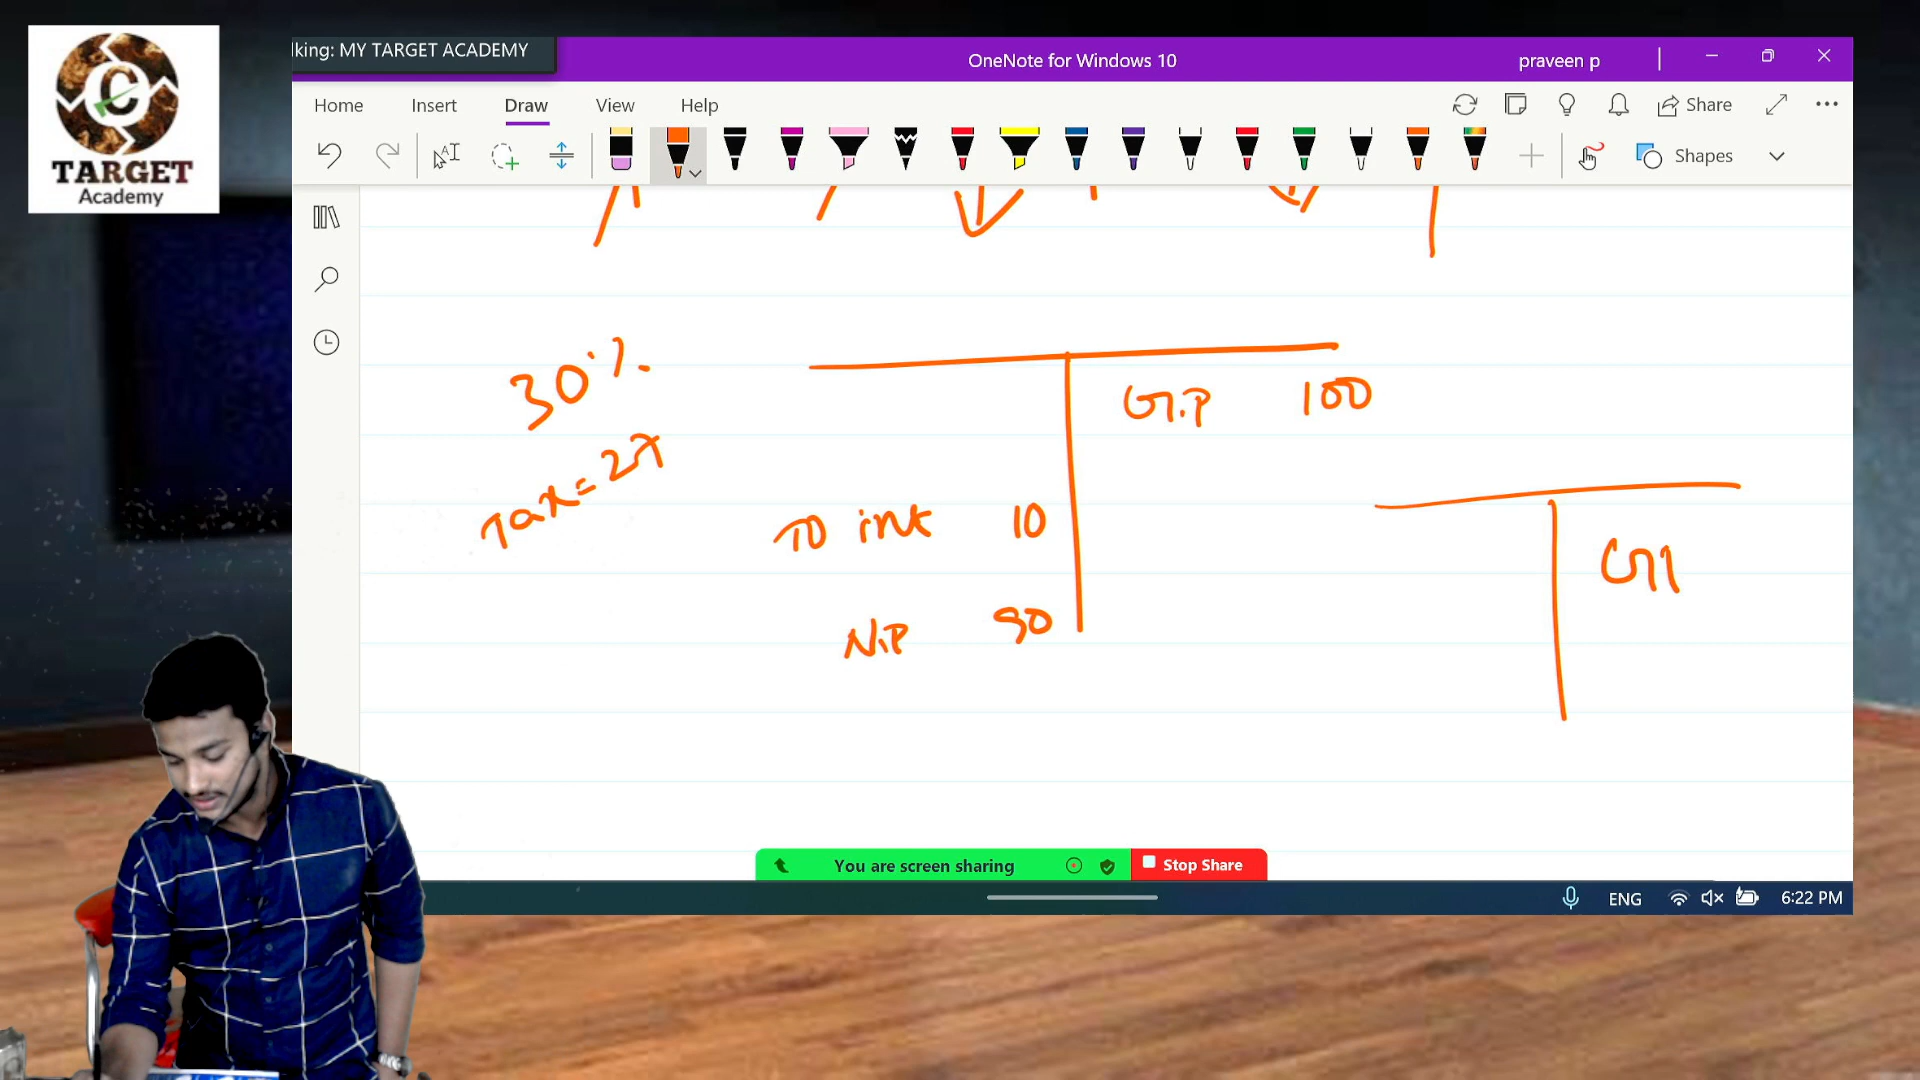 TARGET
Academy
lking: MY TARGET ACADEMY
OneNote for Windows 10
praveen p
Home Insert Draw View Help
Share
Shapes
30%
G.P 100
Tax = 27
TO int 10
N.P 90
You are screen sharing
Stop Share
ENG
6:22 PM